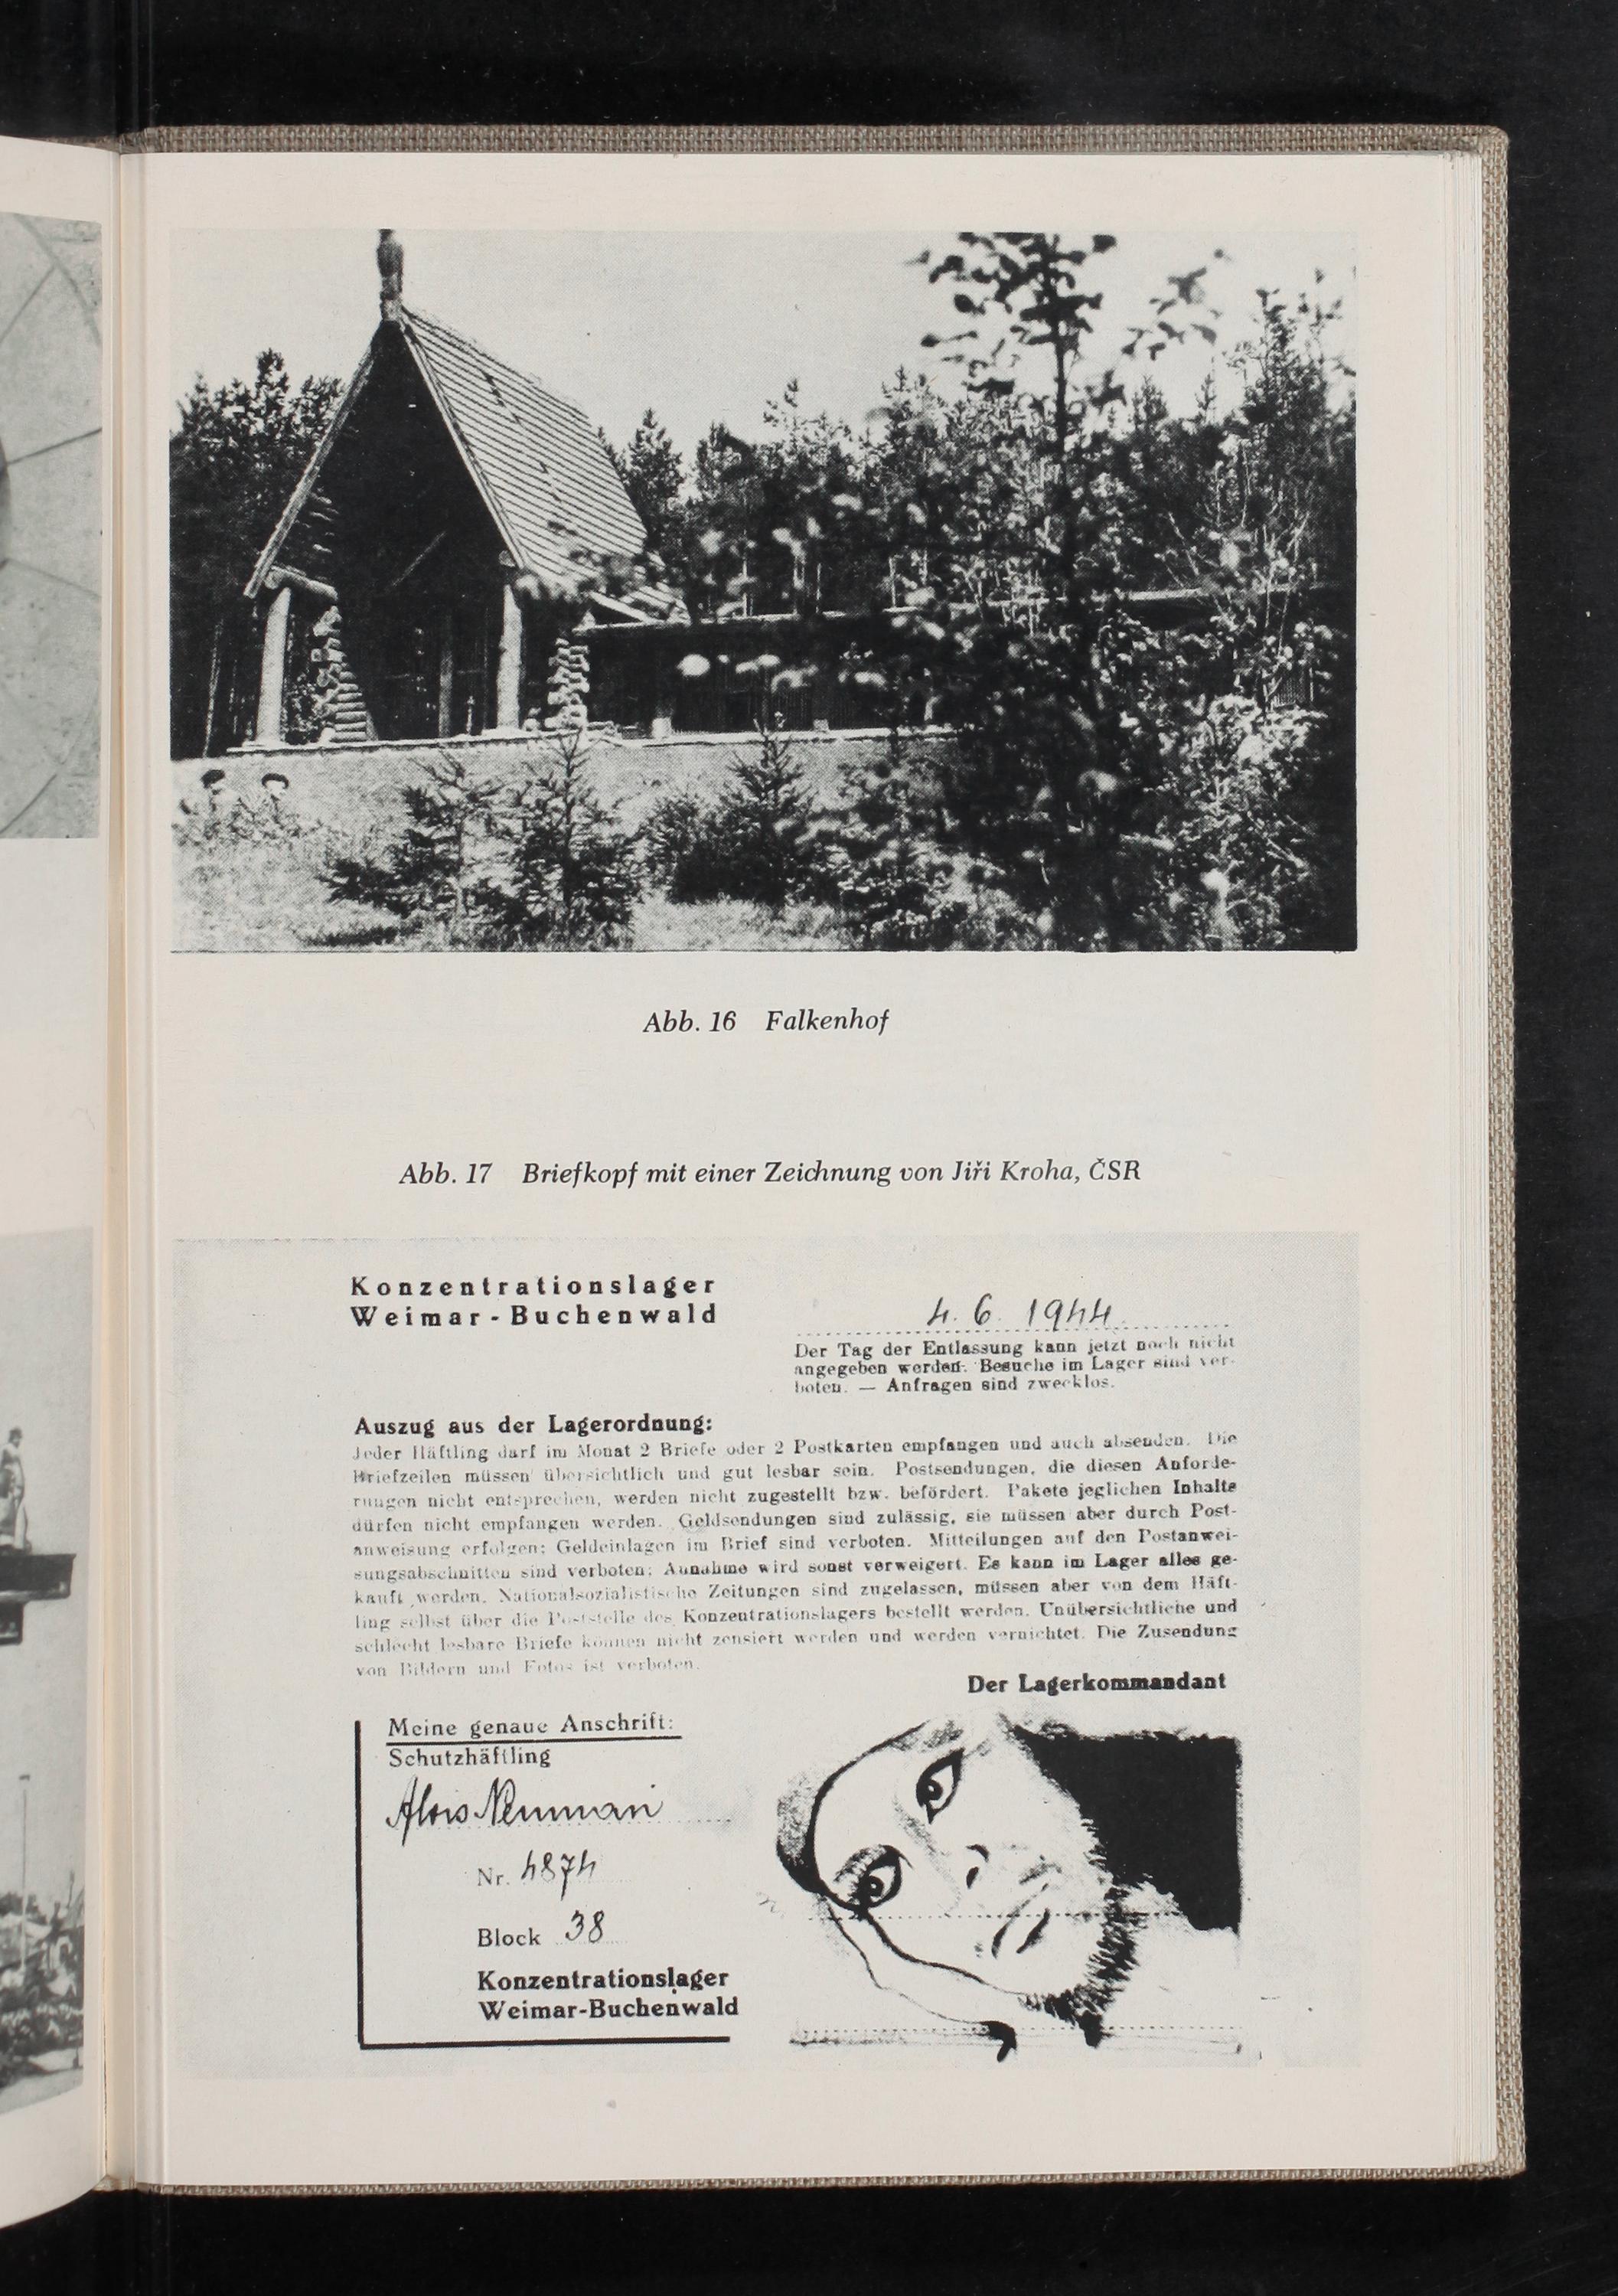 Abb. 16 Falkenhof
Abb. 17 Briefkopf mit einer Zeichnung von Jiři Kroha, ČSR
Konzentrationslager
Weimar-Buchenwald
4. 6. 1944
Der Tag der Entlassung kann jetzt noch nicht
angegeben werden. Besuche im Lager sind ver-
boten. — Anfragen sind zwecklos.
Auszug aus der Lagerordnung:
Jeder Häftling darf im Monat 2 Briefe oder 2 Postkarten empfangen und auch absenden. Die
Briefzeilen müssen übersichtlich und gut lesbar sein. Postsendungen, die diesen Anforde-
rungen nicht entsprechen, werden nicht zugestellt bzw. befördert. Pakete jeglichen Inhalts
dürfen nicht empfangen werden. Geldsendungen sind zulässig, sie müssen aber durch Post-
anweisung erfolgen; Geldeinlagen im Brief sind verboten. Mitteilungen auf den Postanwei-
sungsabschnitten sind verboten; Annahme wird sonst verweigert. Es kann im Lager alles ge-
kauft werden. Nationalsozialistische Zeitungen sind zugelassen, müssen aber von dem Häft-
ling selbst über die Poststelle des Konzentrationslagers bestellt werden. Unübersichtliche und
schlecht lesbare Briefe können nicht zensiert werden und werden vernichtet. Die Zusendung
von Bildern und Fotos ist verboten.
Der Lagerkommandant
Meine genaue Anschrift:
Schutzhäftling
Alois Neuman
Nr. 4874
Block 38
Konzentrationslager
Weimar-Buchenwald